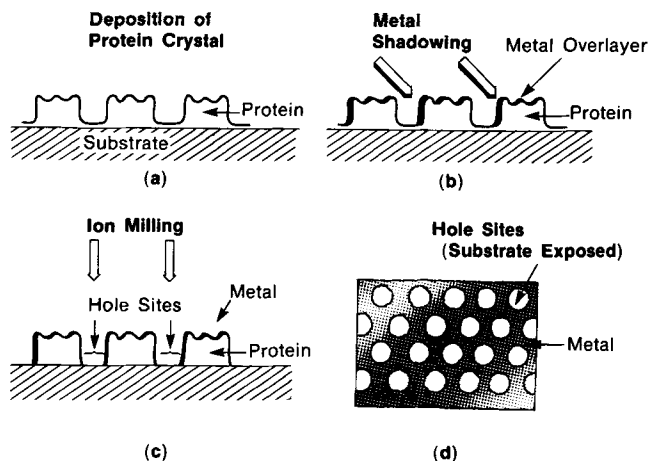 Deposition of
Protein Crystal
Protein
Substrate
(a)
Metal
Shadowing
Metal Overlayer
Protein
(b)
Ion Milling
Hole Sites
Metal
Protein
(c)
Hole Sites
(Substrate Exposed)
Metal
(d)